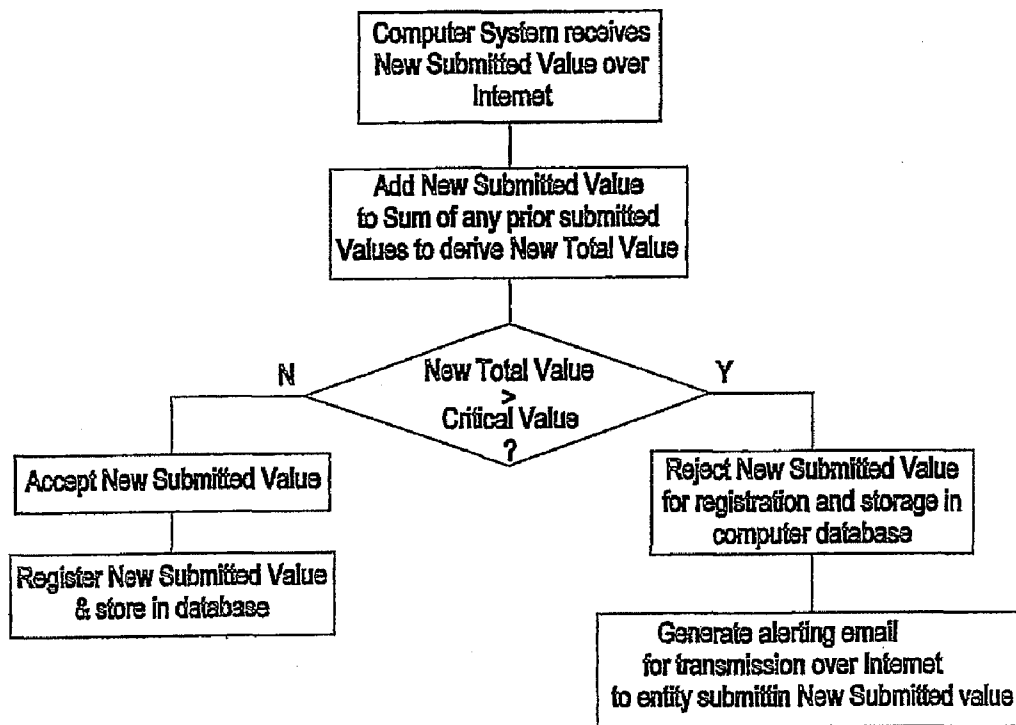 Computer System receives
New Submitted Value over
Internet
Add New Submitted Value
to Sum of any prior submitted
Values to derive New Total Value
New Total Value
>
Critical Value
?
N
Y
Accept New Submitted Value
Register New Submitted Value
& store in database
Reject New Submitted Value
for registration and storage in
computer database
Generate alerting email
for transmission over Internet
to entity submittin New Submitted value